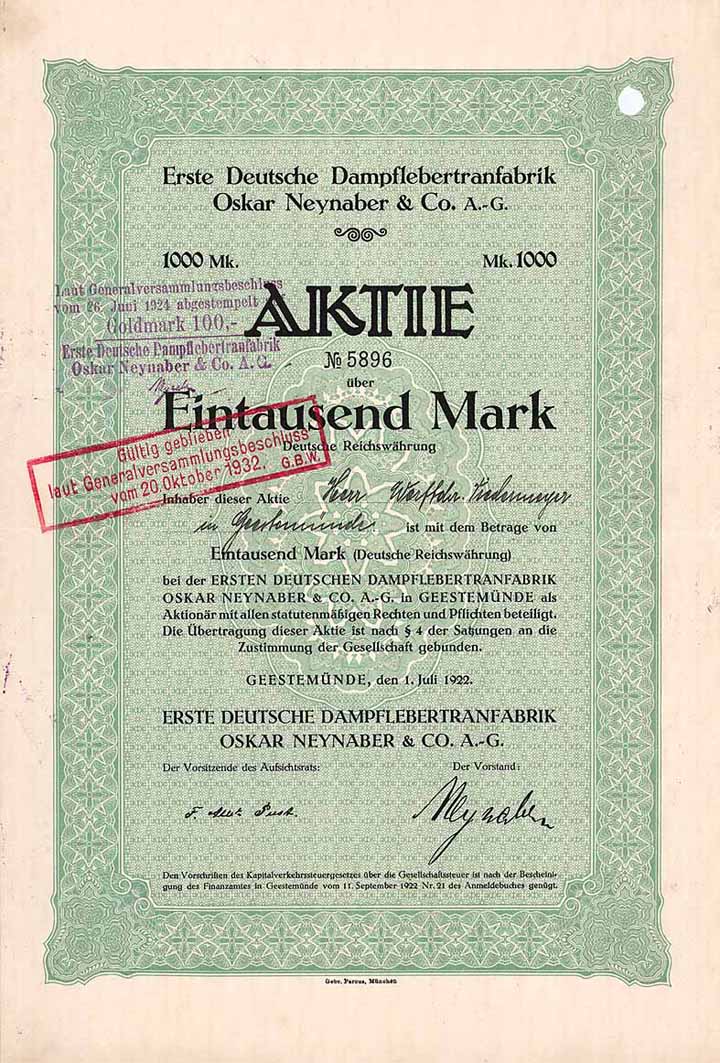 Erste Deutsche Dampflebertranfabrik
Oskar Neynaber & Co. A.-G.
1000 Mk. Mk. 1000
laut Generalversammlungsbeschluss
vom 26. Juni 1924 abgestempelt
Goldmark 100,-
Erste Deutsche Dampflebertranfabrik
Oskar Neynaber & Co. A.G.
AKTIE
№ 5896
über
Eintausend Mark
Deutsche Reichswährung
Gültig geblieben
laut Generalversammlungsbeschluss
vom 20 Oktober 1932. G.B.W.
Inhaber dieser Aktie Herr
in Geestemünde ist mit dem Betrage von
Eintausend Mark (Deutsche Reichswährung)
bei der ERSTEN DEUTSCHEN DAMPFLEBERTRANFABRIK
OSKAR NEYNABER & CO. A.-G. in GEESTEMÜNDE als
Aktionär mit allen statutenmäßigen Rechten und Pflichten beteiligt.
Die Übertragung dieser Aktie ist nach § 4 der Satzungen an die
Zustimmung der Gesellschaft gebunden.
GEESTEMÜNDE, den 1. Juli 1922.
ERSTE DEUTSCHE DAMPFLEBERTRANFABRIK
OSKAR NEYNABER & CO. A.-G.
Der Vorsitzende des Aufsichtsrats: Der Vorstand:
Neynaber
Den Vorschriften des Kapitalverkehrssteuergesetzes über die Gesellschaftssteuer ist nach der Bescheini-
gung des Finanzamtes in Geestemünde vom 11. September 1922 Nr. 21 des Anmeldebuches genügt.
Gebr. Parcus, München